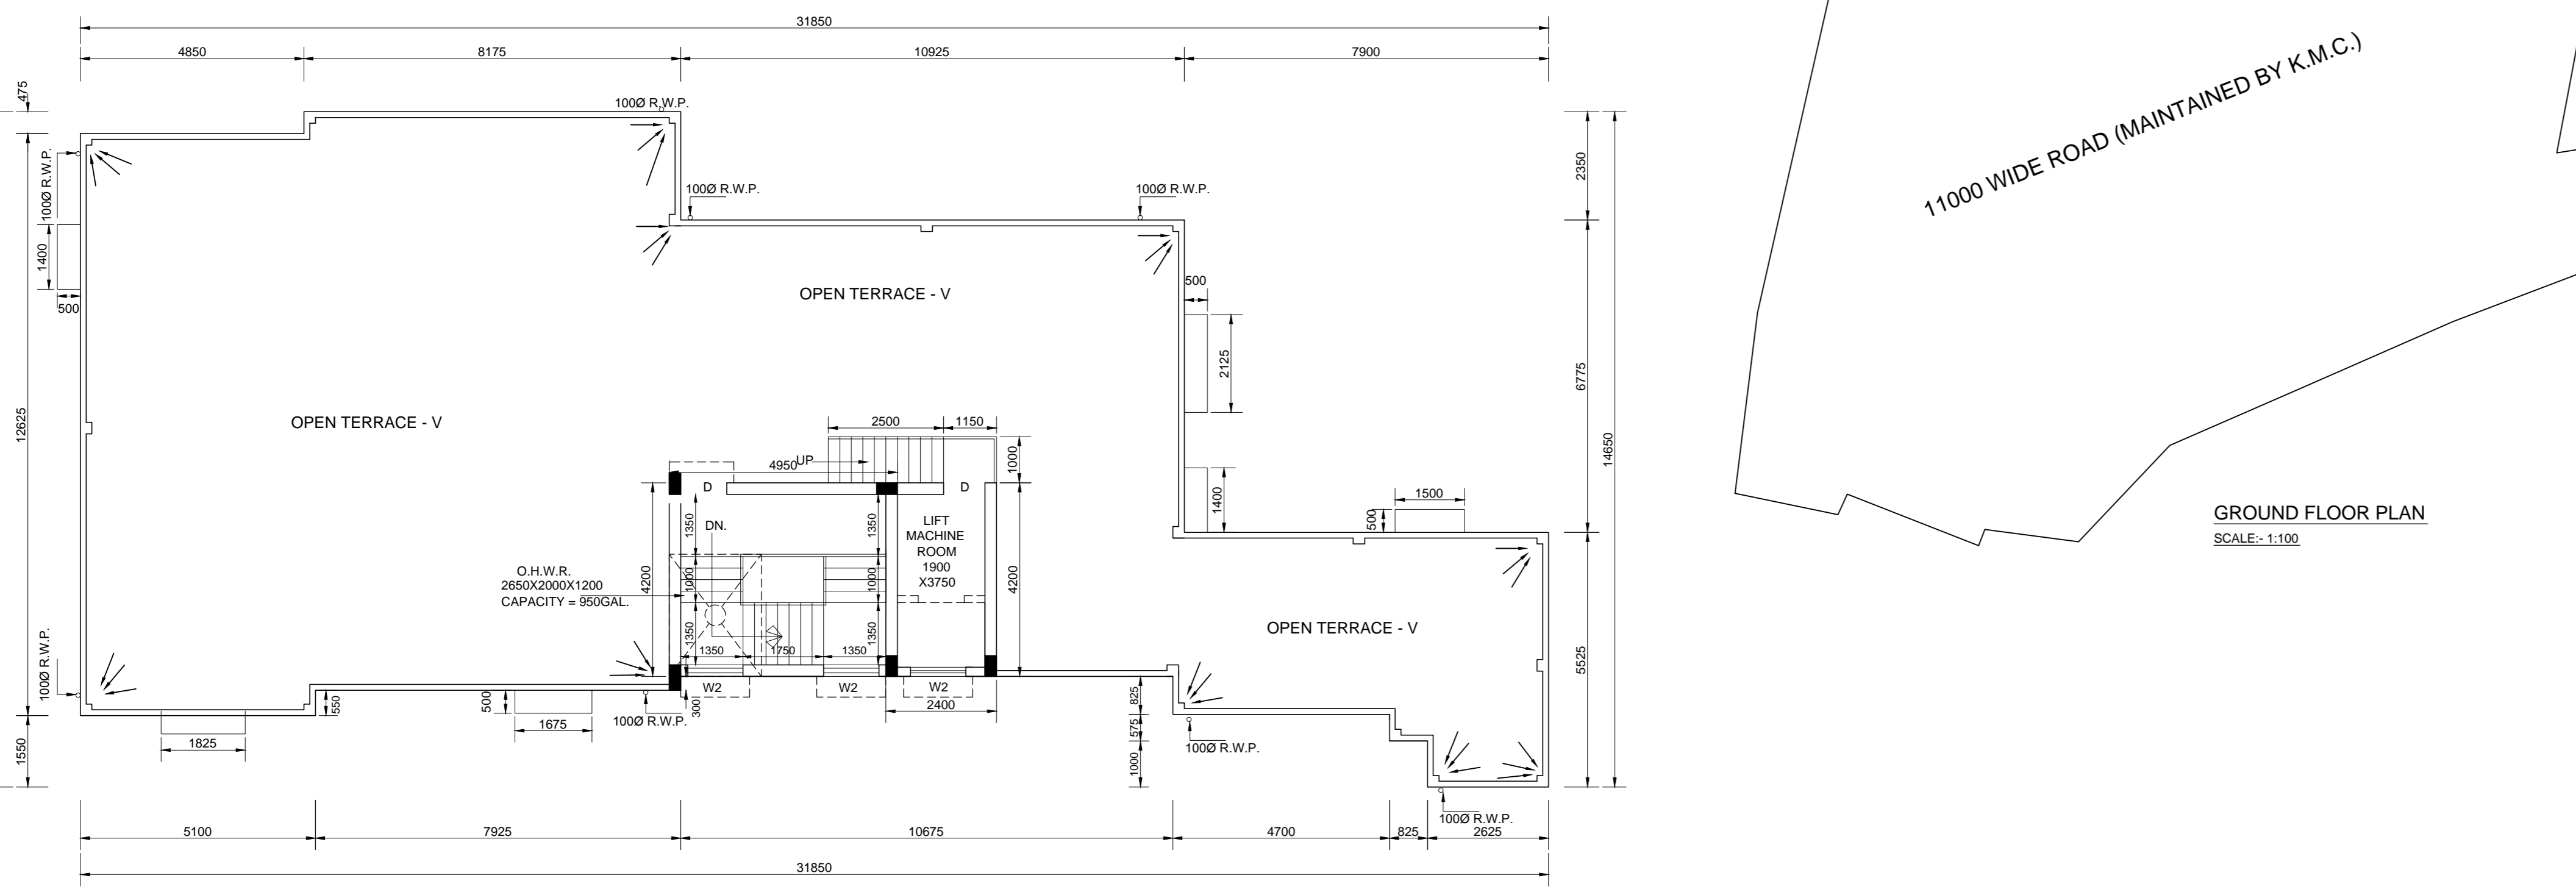 31850
4850
8175
10925
7900
475
100Ø R.W.P.
100Ø R.W.P.
100Ø R.W.P.
100Ø R.W.P.
2350
1400
500
12625
OPEN TERRACE - V
OPEN TERRACE - V
500
2125
6775
14650
2500
1150
1000
UP
4950
D
D
1400
1500
500
1350
DN.
1350
LIFT
MACHINE
ROOM
1900
X3750
O.H.W.R.
2650X2000X1200
CAPACITY = 950GAL.
4200
1000
1000
4200
1350
1350
1350
1750
1350
OPEN TERRACE - V
5525
100Ø R.W.P.
W2
W2
W2
550
500
1675
100Ø R.W.P.
300
2400
825
575
1000
1825
1550
100Ø R.W.P.
100Ø R.W.P.
5100
7925
10675
4700
825
2625
31850
11000 WIDE ROAD (MAINTAINED BY K.M.C.)
GROUND FLOOR PLAN
SCALE:- 1:100